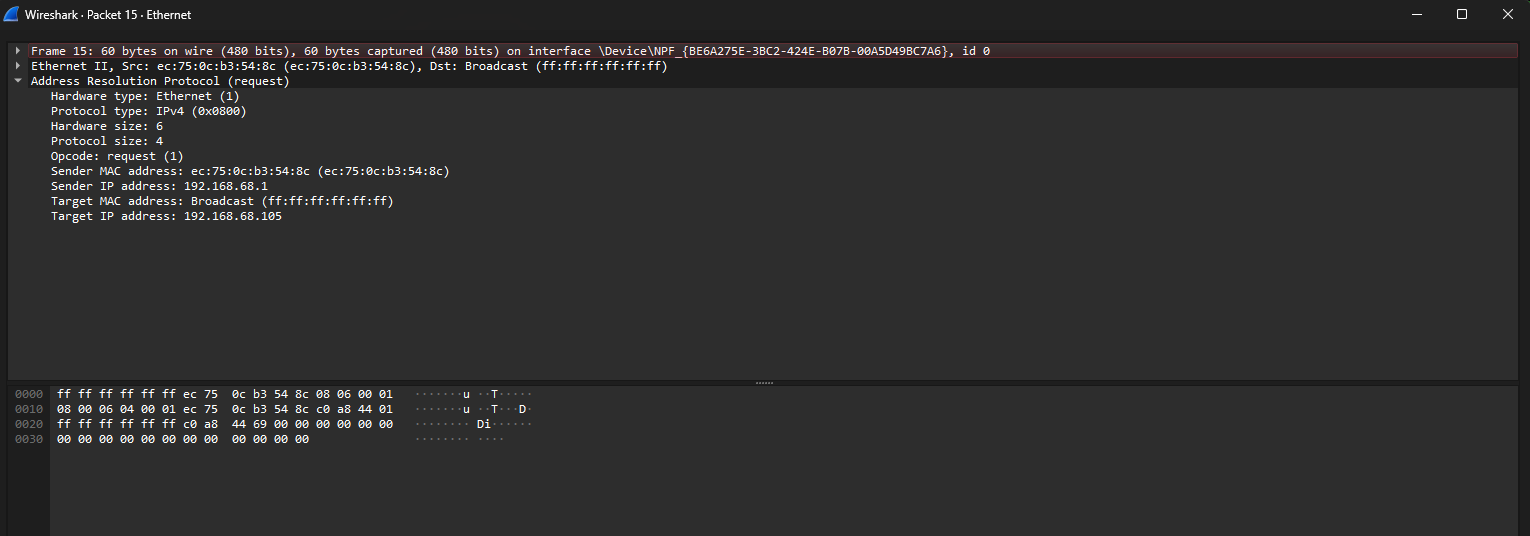 Wireshark · Packet 15 · Ethernet
Frame 15: 60 bytes on wire (480 bits), 60 bytes captured (480 bits) on interface \Device\NPF_{BE6A275E-3BC2-424E-B07B-00A5D49BC7A6}, id 0
Ethernet II, Src: ec:75:0c:b3:54:8c (ec:75:0c:b3:54:8c), Dst: Broadcast (ff:ff:ff:ff:ff:ff)
Address Resolution Protocol (request)
Hardware type: Ethernet (1)
Protocol type: IPv4 (0x0800)
Hardware size: 6
Protocol size: 4
Opcode: request (1)
Sender MAC address: ec:75:0c:b3:54:8c (ec:75:0c:b3:54:8c)
Sender IP address: 192.168.68.1
Target MAC address: Broadcast (ff:ff:ff:ff:ff:ff)
Target IP address: 192.168.68.105
0000 ff ff ff ff ff ff ec 75 0c b3 54 8c 08 06 00 01 ·······u ··T·····
0010 08 00 06 04 00 01 ec 75 0c b3 54 8c c0 a8 44 01 ·······u ··T···D·
0020 ff ff ff ff ff ff c0 a8 44 69 00 00 00 00 00 00 ········ Di······
0030 00 00 00 00 00 00 00 00 00 00 00 00 ········ ····